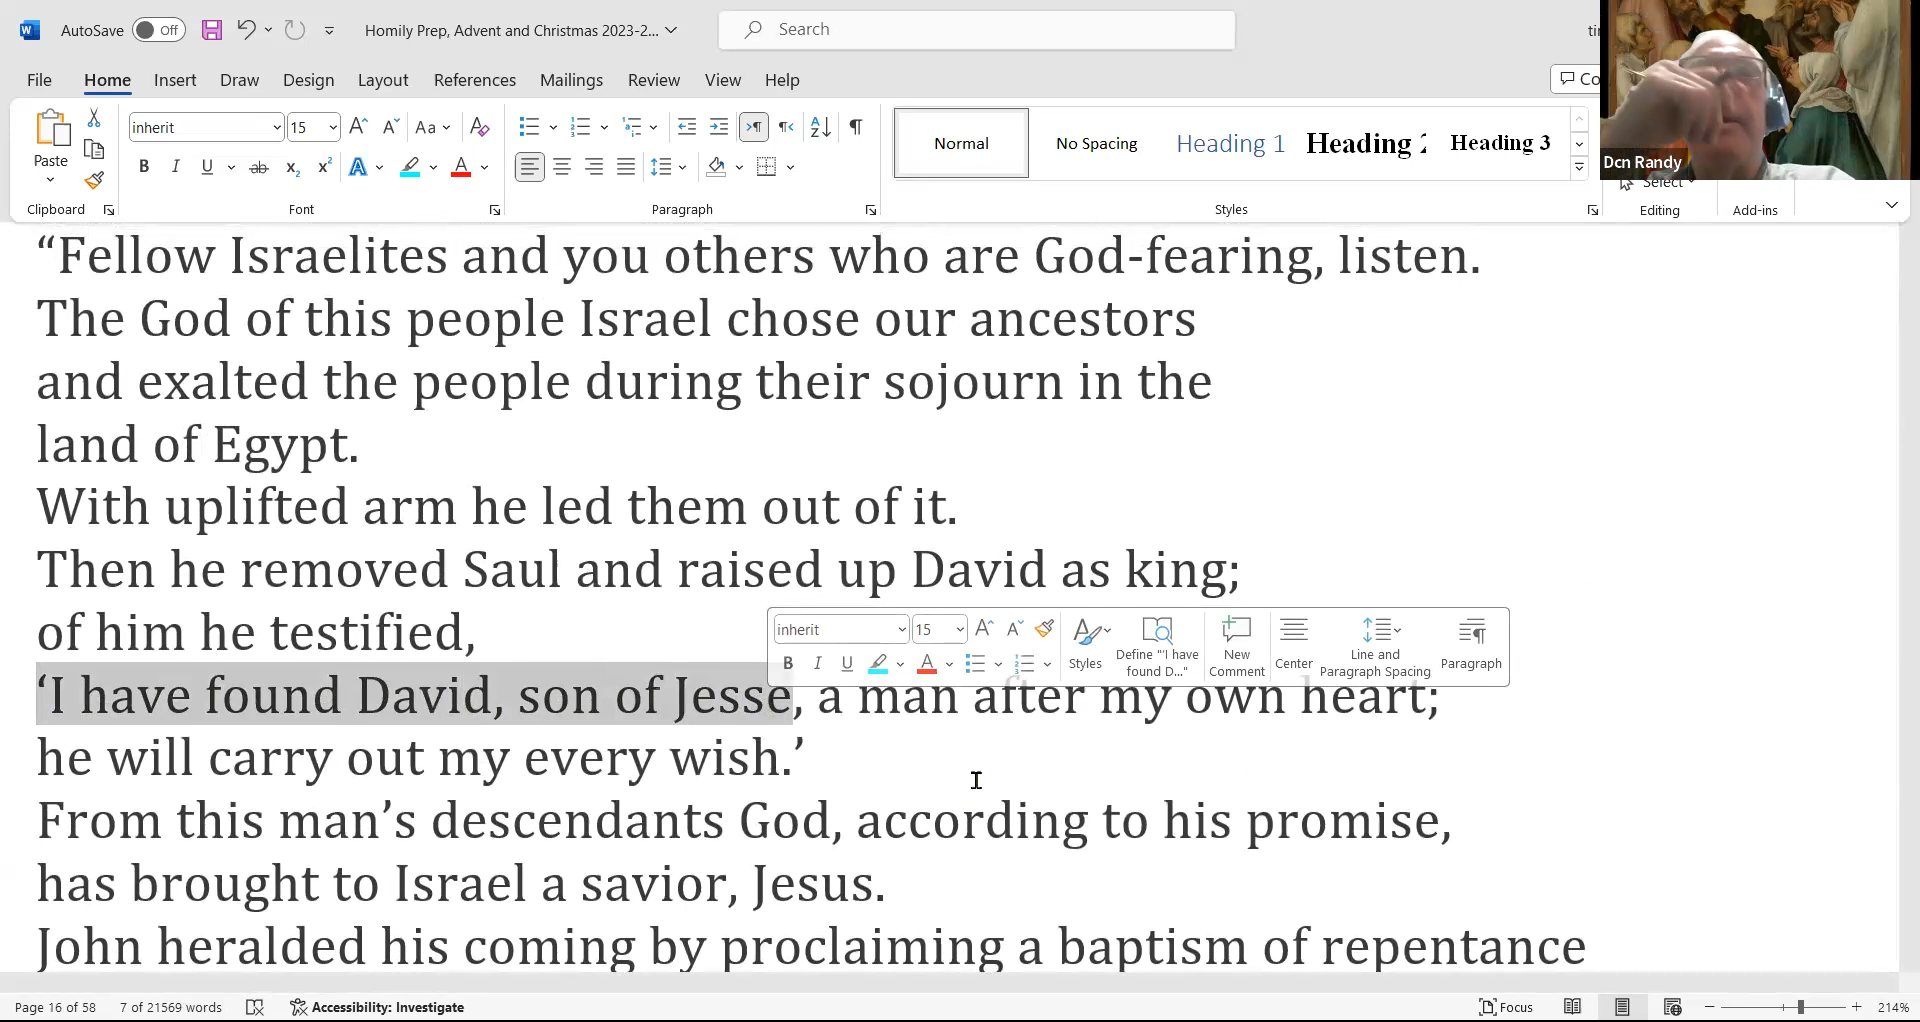 AutoSave Off Homily Prep, Advent and Christmas 2023-2... Search
File Home Insert Draw Design Layout References Mailings Review View Help
Paste
inherit 15 Aa
Normal No Spacing Heading 1 Heading 2 Heading 3
Dcn Randy
Select
Clipboard Font Paragraph Styles Editing Add-ins
“Fellow Israelites and you others who are God-fearing, listen.
The God of this people Israel chose our ancestors
and exalted the people during their sojourn in the
land of Egypt.
With uplifted arm he led them out of it.
Then he removed Saul and raised up David as king;
of him he testified,
inherit 15
Styles Define "‘I have found D..." New Comment Center Line and Paragraph Spacing Paragraph
‘I have found David, son of Jesse, a man after my own heart;
he will carry out my every wish.’
From this man’s descendants God, according to his promise,
has brought to Israel a savior, Jesus.
John heralded his coming by proclaiming a baptism of repentance
Page 16 of 58 7 of 21569 words Accessibility: Investigate Focus 214%